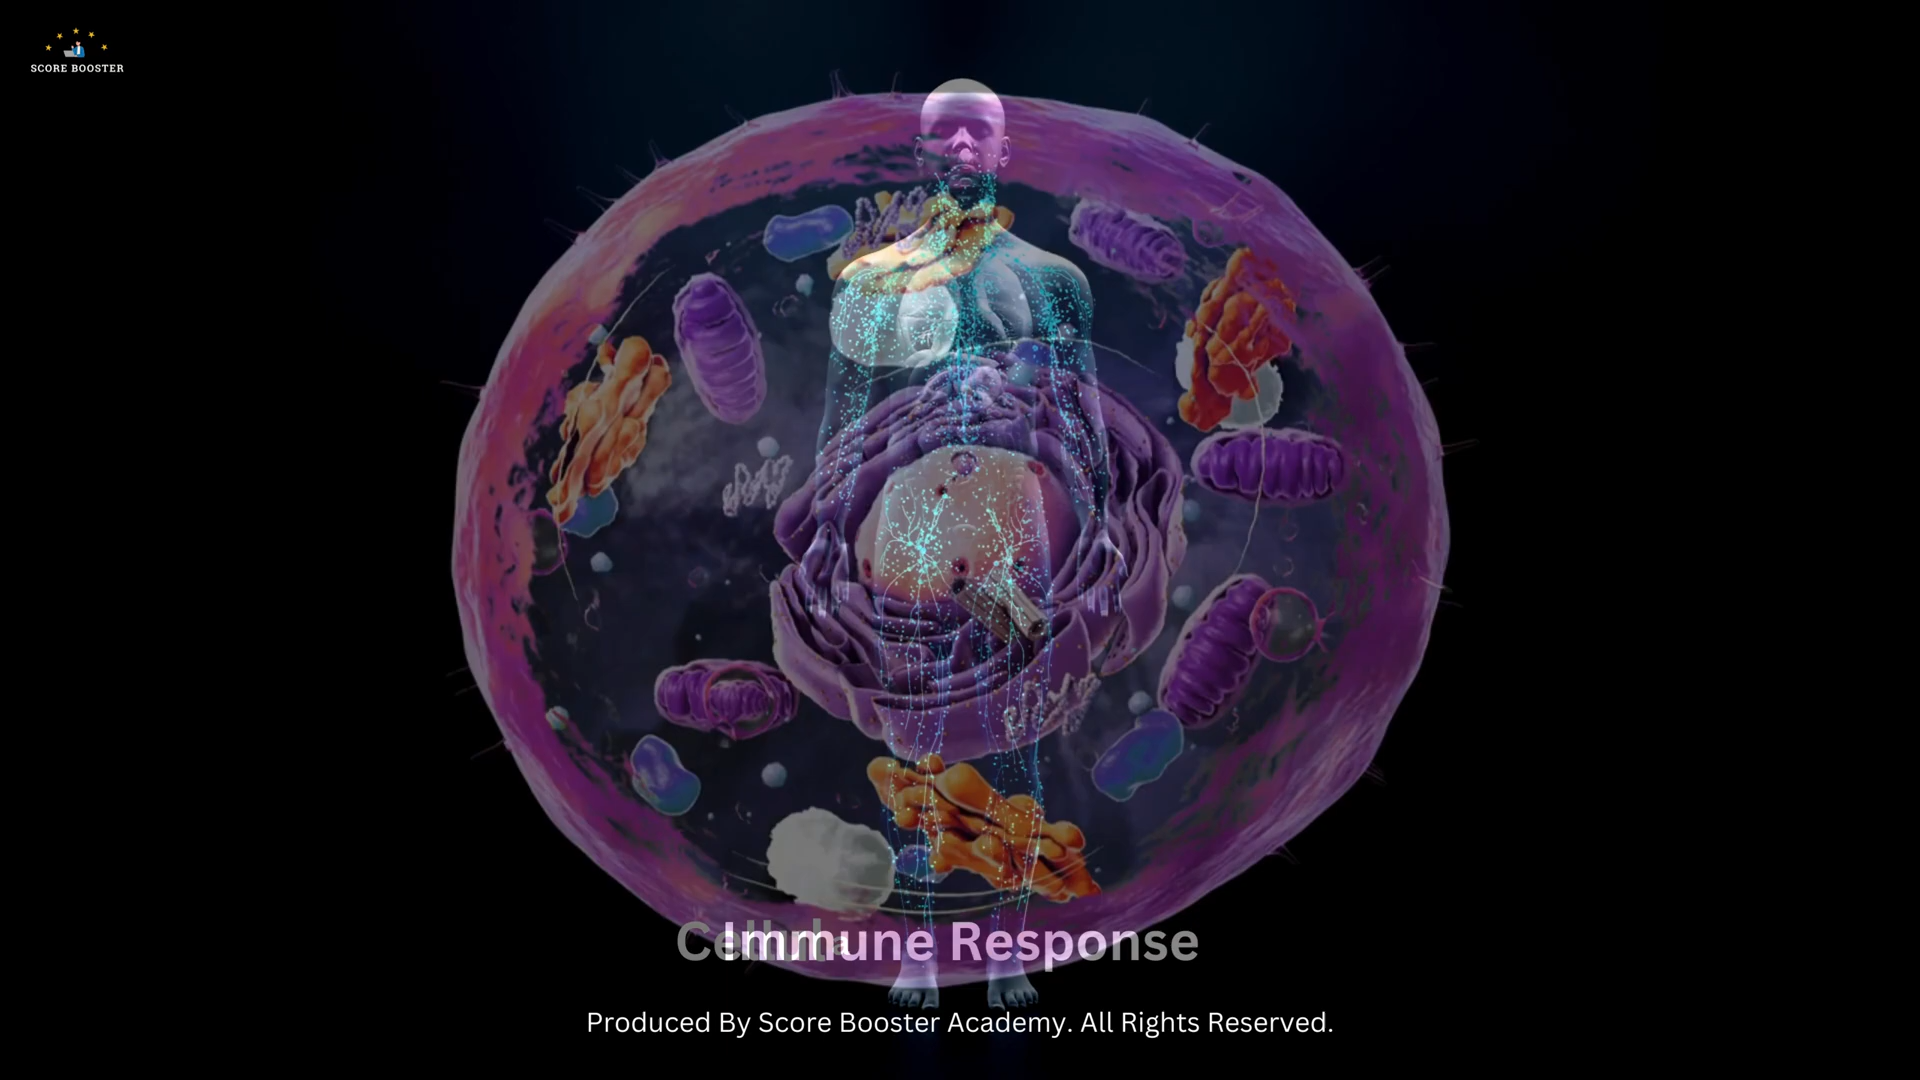 SCORE BOOSTER
Immune Response
Produced By Score Booster Academy. All Rights Reserved.